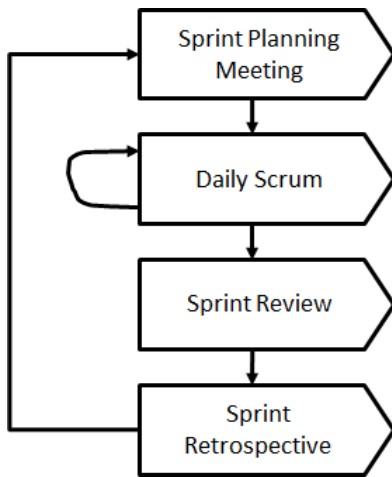 Sprint Planning
Meeting
Daily Scrum
Sprint Review
Sprint
Retrospective